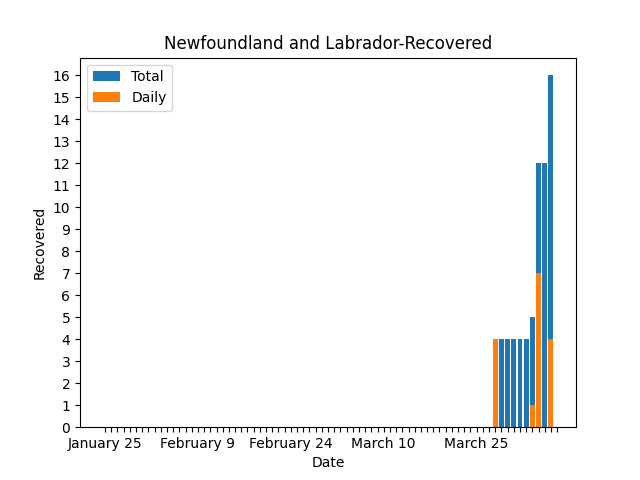 Newfoundland and Labrador-Recovered
Total
Daily
16
15
14
13
12
11
10
9
8
7
6
5
4
3
2
1
0
Recovered
January 25 February 9 February 24 March 10 March 25
Date